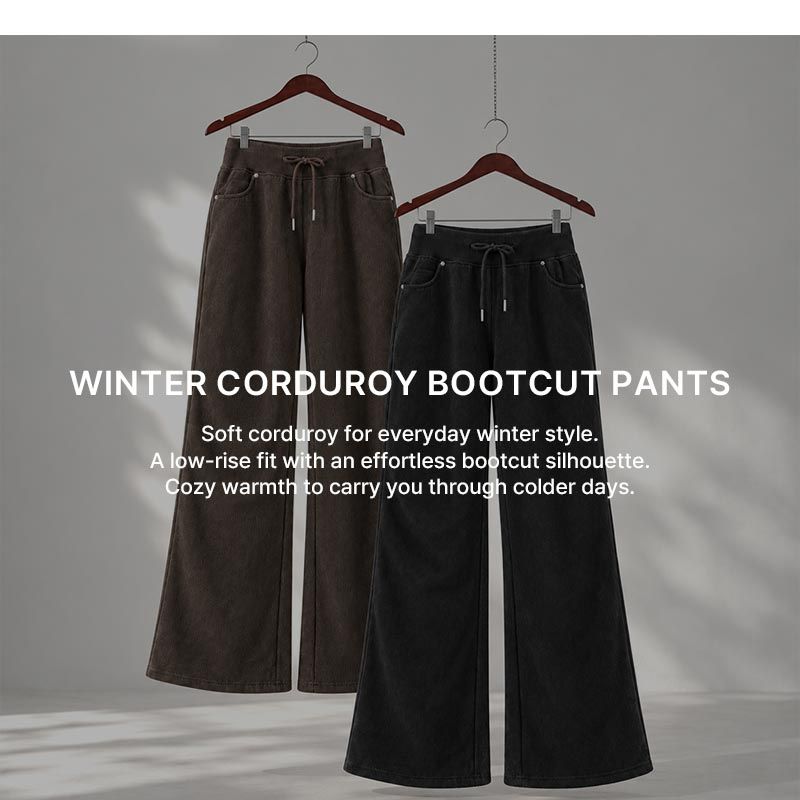 WINTER CORDUROY BOOTCUT PANTS
Soft corduroy for everyday winter style.
A low-rise fit with an effortless bootcut silhouette.
Cozy warmth to carry you through colder days.